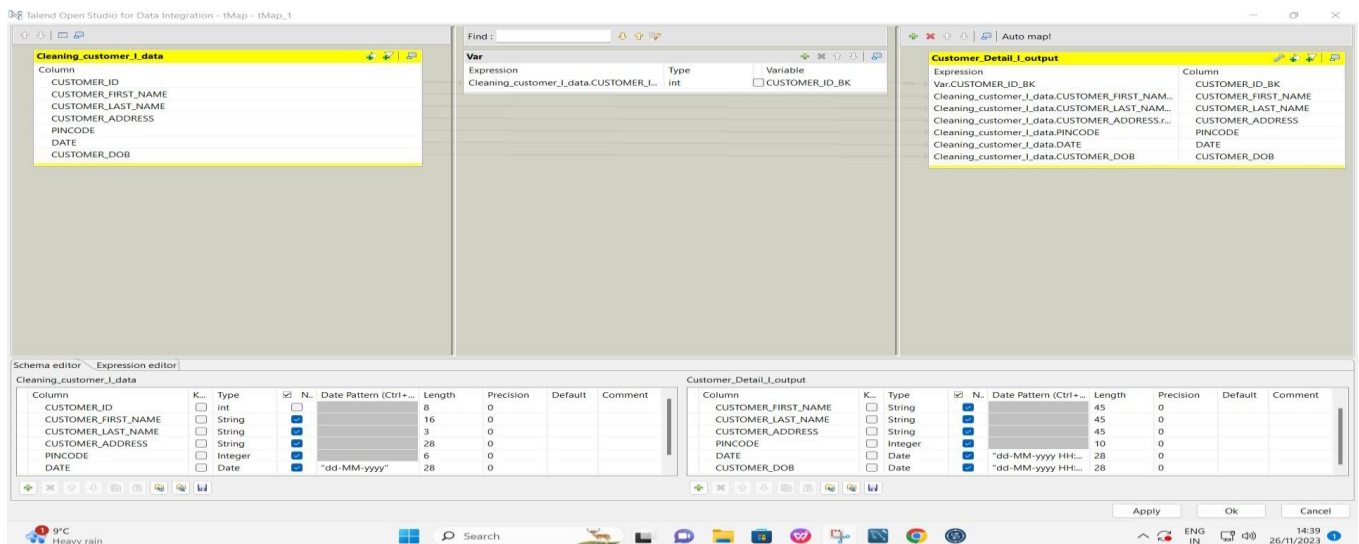 Talend Open Studio for Data Integration - tMap - tMap_1
Find :
Auto map!
Cleaning_customer_I_data
Column
CUSTOMER_ID
CUSTOMER_FIRST_NAME
CUSTOMER_LAST_NAME
CUSTOMER_ADDRESS
PINCODE
DATE
CUSTOMER_DOB
Var
Expression Type Variable
Cleaning_customer_I_data.CUSTOMER_I... int CUSTOMER_ID_BK
Customer_Detail_I_output
Expression Column
Var.CUSTOMER_ID_BK CUSTOMER_ID_BK
Cleaning_customer_I_data.CUSTOMER_FIRST_NAM... CUSTOMER_FIRST_NAME
Cleaning_customer_I_data.CUSTOMER_LAST_NAM... CUSTOMER_LAST_NAME
Cleaning_customer_I_data.CUSTOMER_ADDRESS.r... CUSTOMER_ADDRESS
Cleaning_customer_I_data.PINCODE PINCODE
Cleaning_customer_I_data.DATE DATE
Cleaning_customer_I_data.CUSTOMER_DOB CUSTOMER_DOB
Schema editor Expression editor
Cleaning_customer_I_data
Column K... Type N.. Date Pattern (Ctrl+... Length Precision Default Comment
CUSTOMER_ID int 8 0
CUSTOMER_FIRST_NAME String 16 0
CUSTOMER_LAST_NAME String 3 0
CUSTOMER_ADDRESS String 28 0
PINCODE Integer 6 0
DATE Date "dd-MM-yyyy" 28 0
Customer_Detail_I_output
Column K... Type N.. Date Pattern (Ctrl+... Length Precision Default Comment
CUSTOMER_FIRST_NAME String 45 0
CUSTOMER_LAST_NAME String 45 0
CUSTOMER_ADDRESS String 45 0
PINCODE Integer 10 0
DATE Date "dd-MM-yyyy HH:... 28 0
CUSTOMER_DOB Date "dd-MM-yyyy HH:... 28 0
Apply Ok Cancel
1 9°C
Heavy rain
Search
ENG
IN
14:39
26/11/2023 1